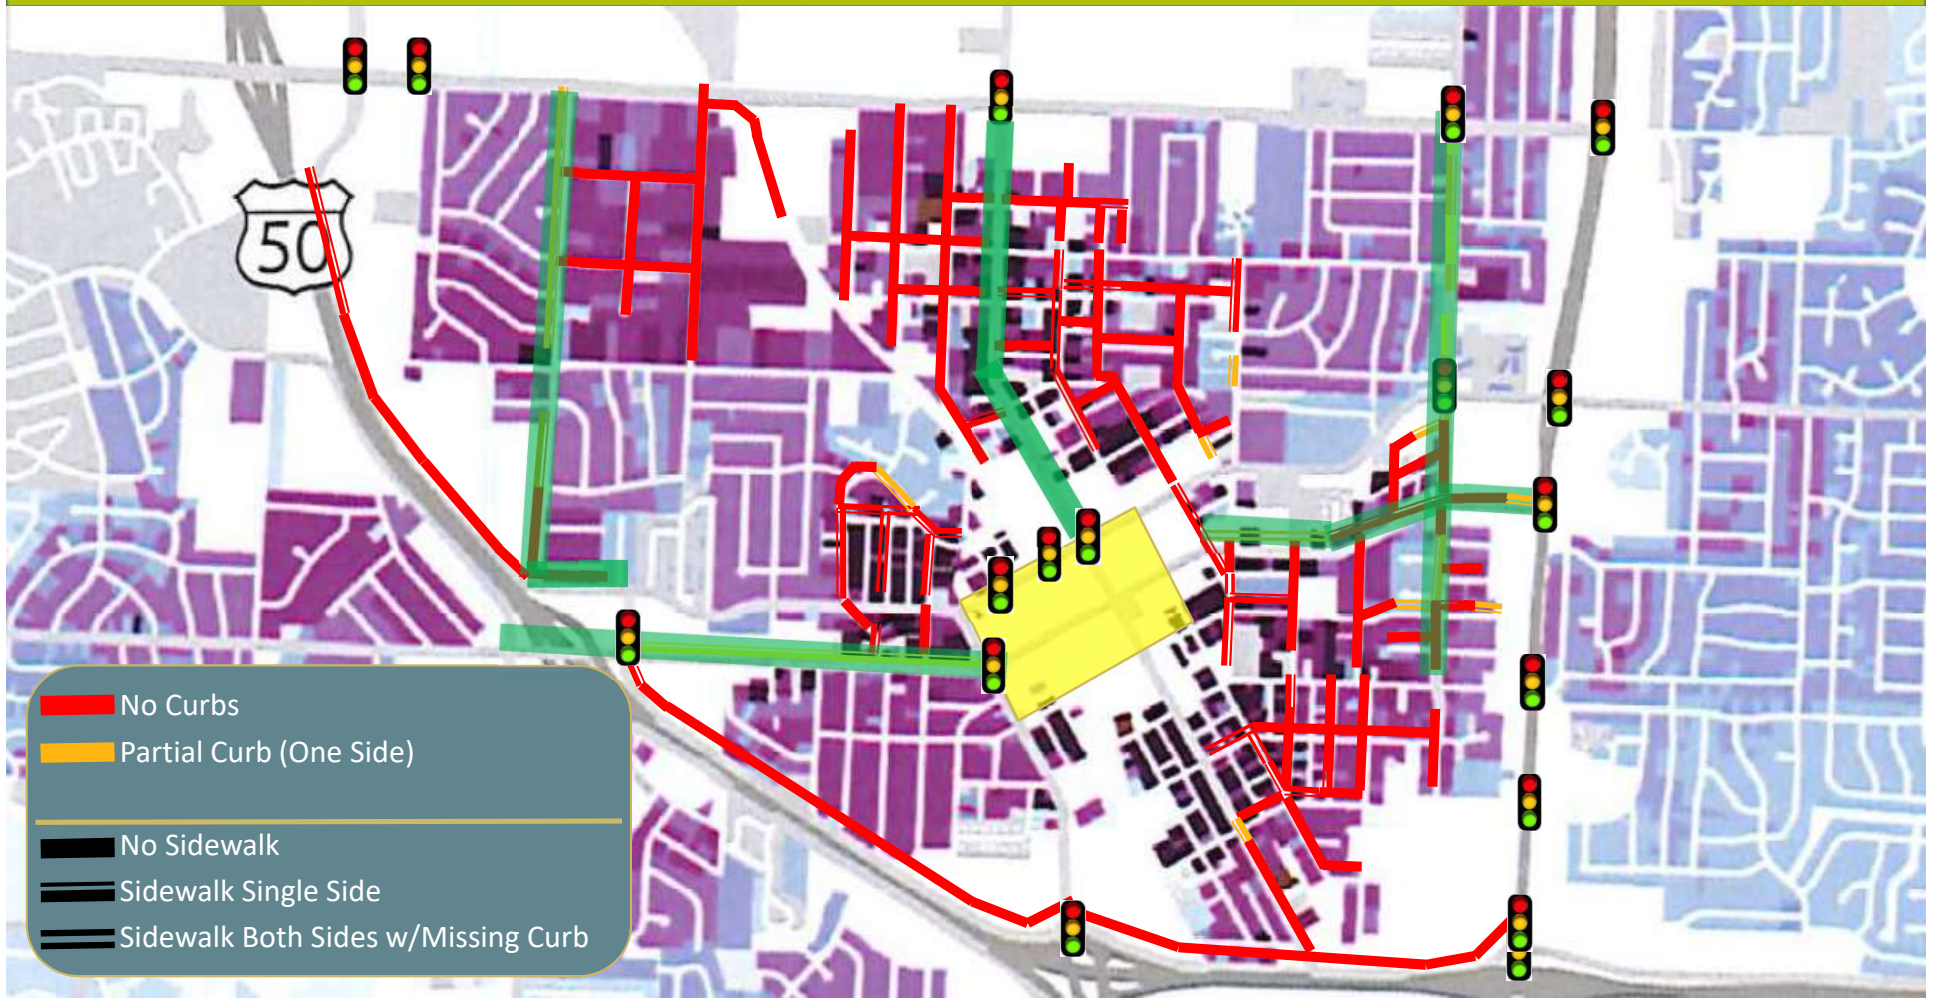 50
No Curbs
Partial Curb (One Side)
No Sidewalk
Sidewalk Single Side
Sidewalk Both Sides w/Missing Curb